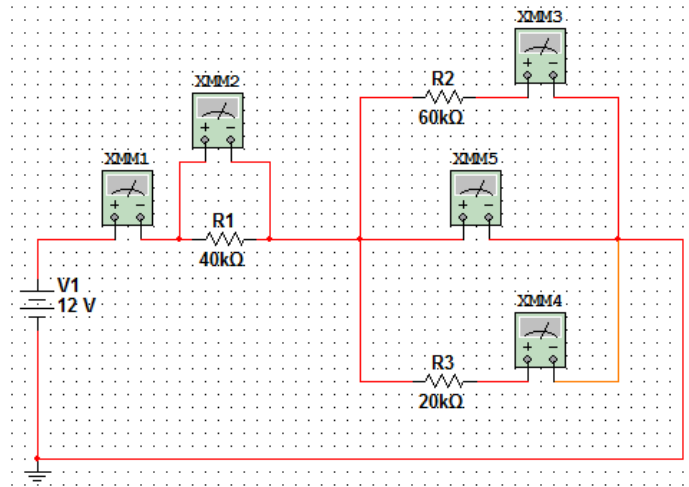 XMM3
+ −
R2
60kΩ
XMM2
+ −
XMM1
+ −
XMM5
+ −
R1
40kΩ
V1
12 V
XMM4
+ −
R3
20kΩ